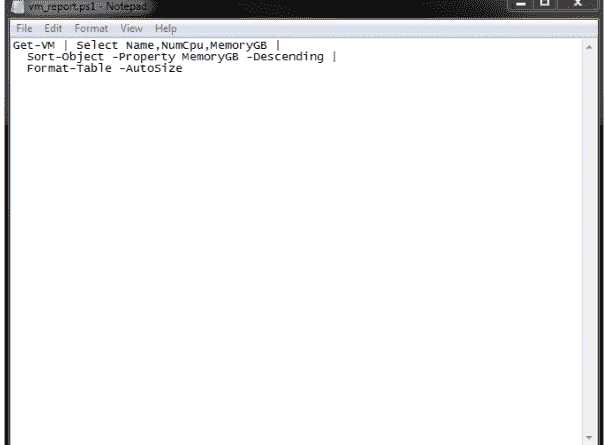 vm_report.ps1 - Notepad
File Edit Format View Help
Get-VM | Select Name,NumCpu,MemoryGB |
  Sort-Object -Property MemoryGB -Descending |
  Format-Table -AutoSize